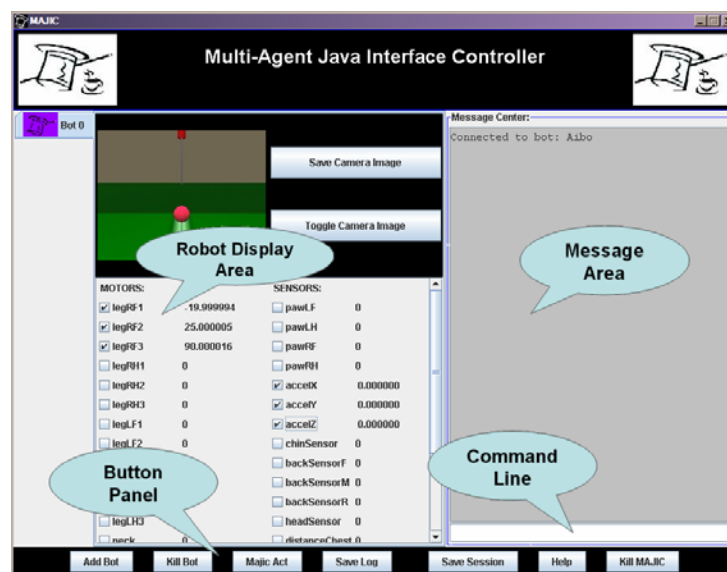 MAJIC
Multi-Agent Java Interface Controller
Bot 0
Save Camera Image
Toggle Camera Image
Robot Display
Area
MOTORS:
SENSORS:
legRF1 -19.999994
pawLF 0
legRF2 25.000005
pawLH 0
legRF3 90.000016
pawRF 0
legRH1 0
pawRH 0
legRH2 0
accelX 0.000000
legRH3 0
accelY 0.000000
legLF1 0
accelZ 0.000000
legLF2 0
chinSensor 0
backSensorF 0
backSensorM 0
backSensorR 0
legLH3
headSensor 0
neck 0
distanceChest 0
Button
Panel
Message Center:
Connected to bot: Aibo
Message
Area
Command
Line
Add Bot
Kill Bot
Majic Act
Save Log
Save Session
Help
Kill MAJIC